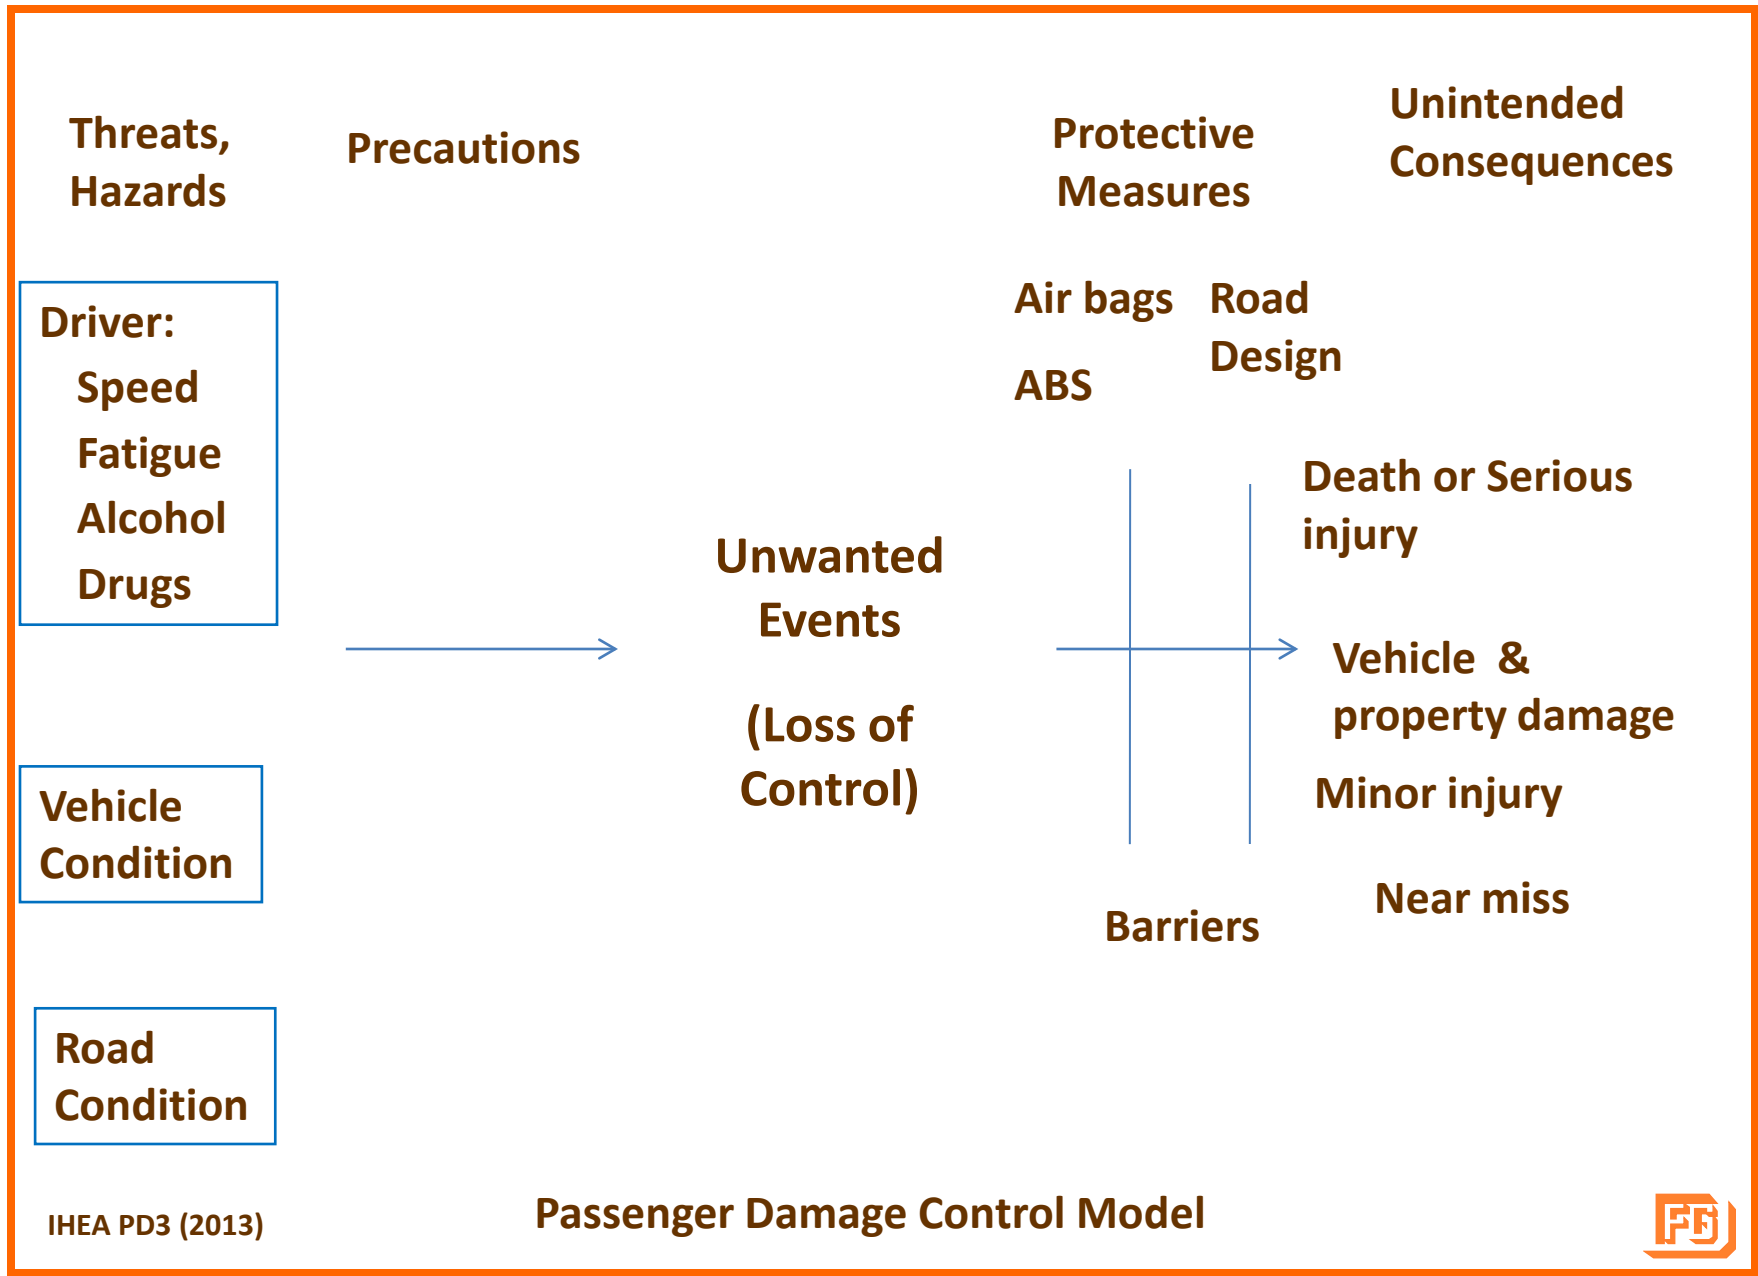 Threats,
Hazards
Precautions
Protective
Measures
Unintended
Consequences
Driver:
Speed
Fatigue
Alcohol
Drugs
Vehicle
Condition
Road
Condition
Unwanted
Events
(Loss of
Control)
Air bags
ABS
Road
Design
Barriers
Death or Serious
injury
Vehicle &
property damage
Minor injury
Near miss
IHEA PD3 (2013)
Passenger Damage Control Model